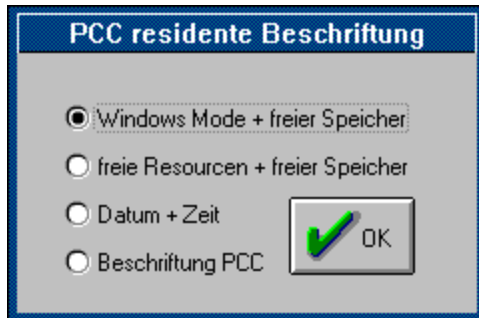 PCC residente Beschriftung
Windows Mode + freier Speicher
freie Resourcen + freier Speicher
Datum + Zeit
OK
Beschriftung PCC